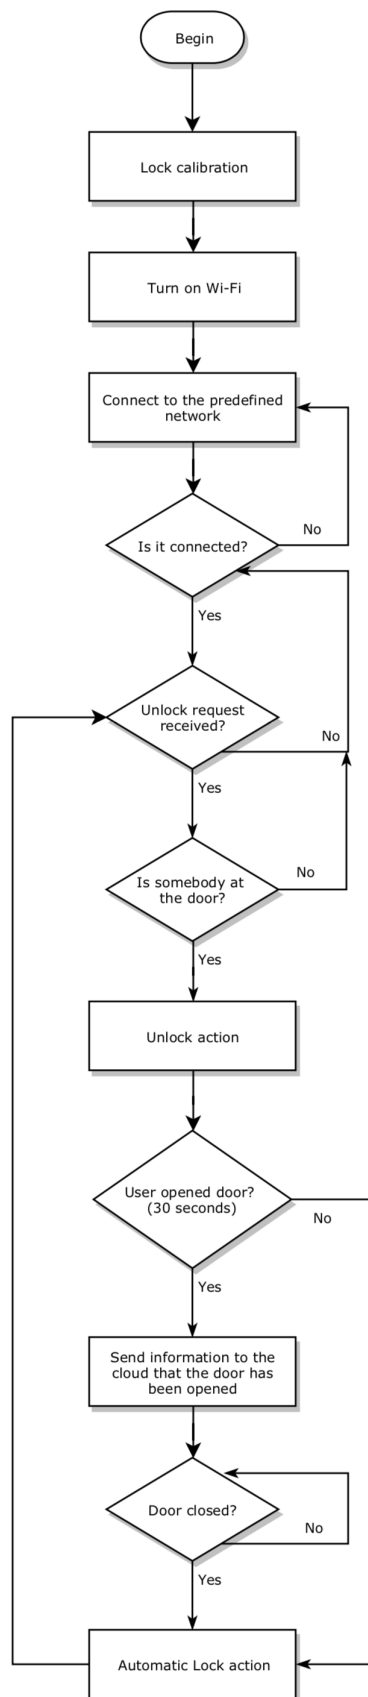 Begin
Lock calibration
Turn on Wi-Fi
Connect to the predefined
network
No
Is it connected?
Yes
Unlock request
received?
No
Yes
No
Is somebody at
the door?
Yes
Unlock action
User opened door?
(30 seconds)
No
Yes
Send information to the
cloud that the door has
been opened
Door closed?
No
Yes
Automatic Lock action